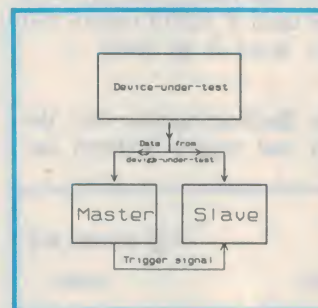 Device-under-test
Data from
device-under-test
Master Slave
Trigger signal